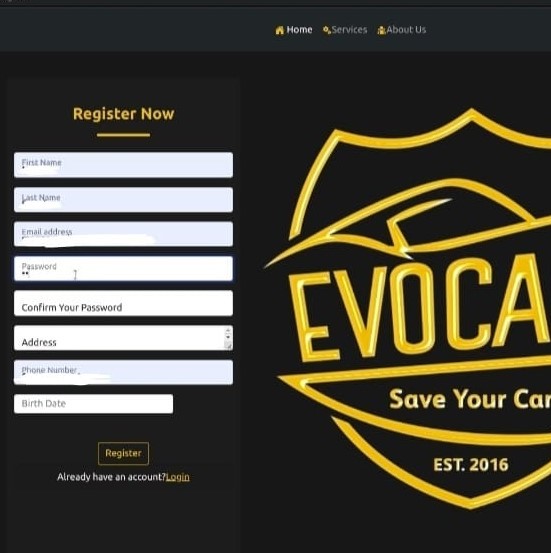 Home Services About Us
Register Now
First Name
Last Name
Email address
Password
••
Confirm Your Password
Address
Phone Number
Birth Date
Register
Already have an account?Login
EVOCA
Save Your Car
EST. 2016